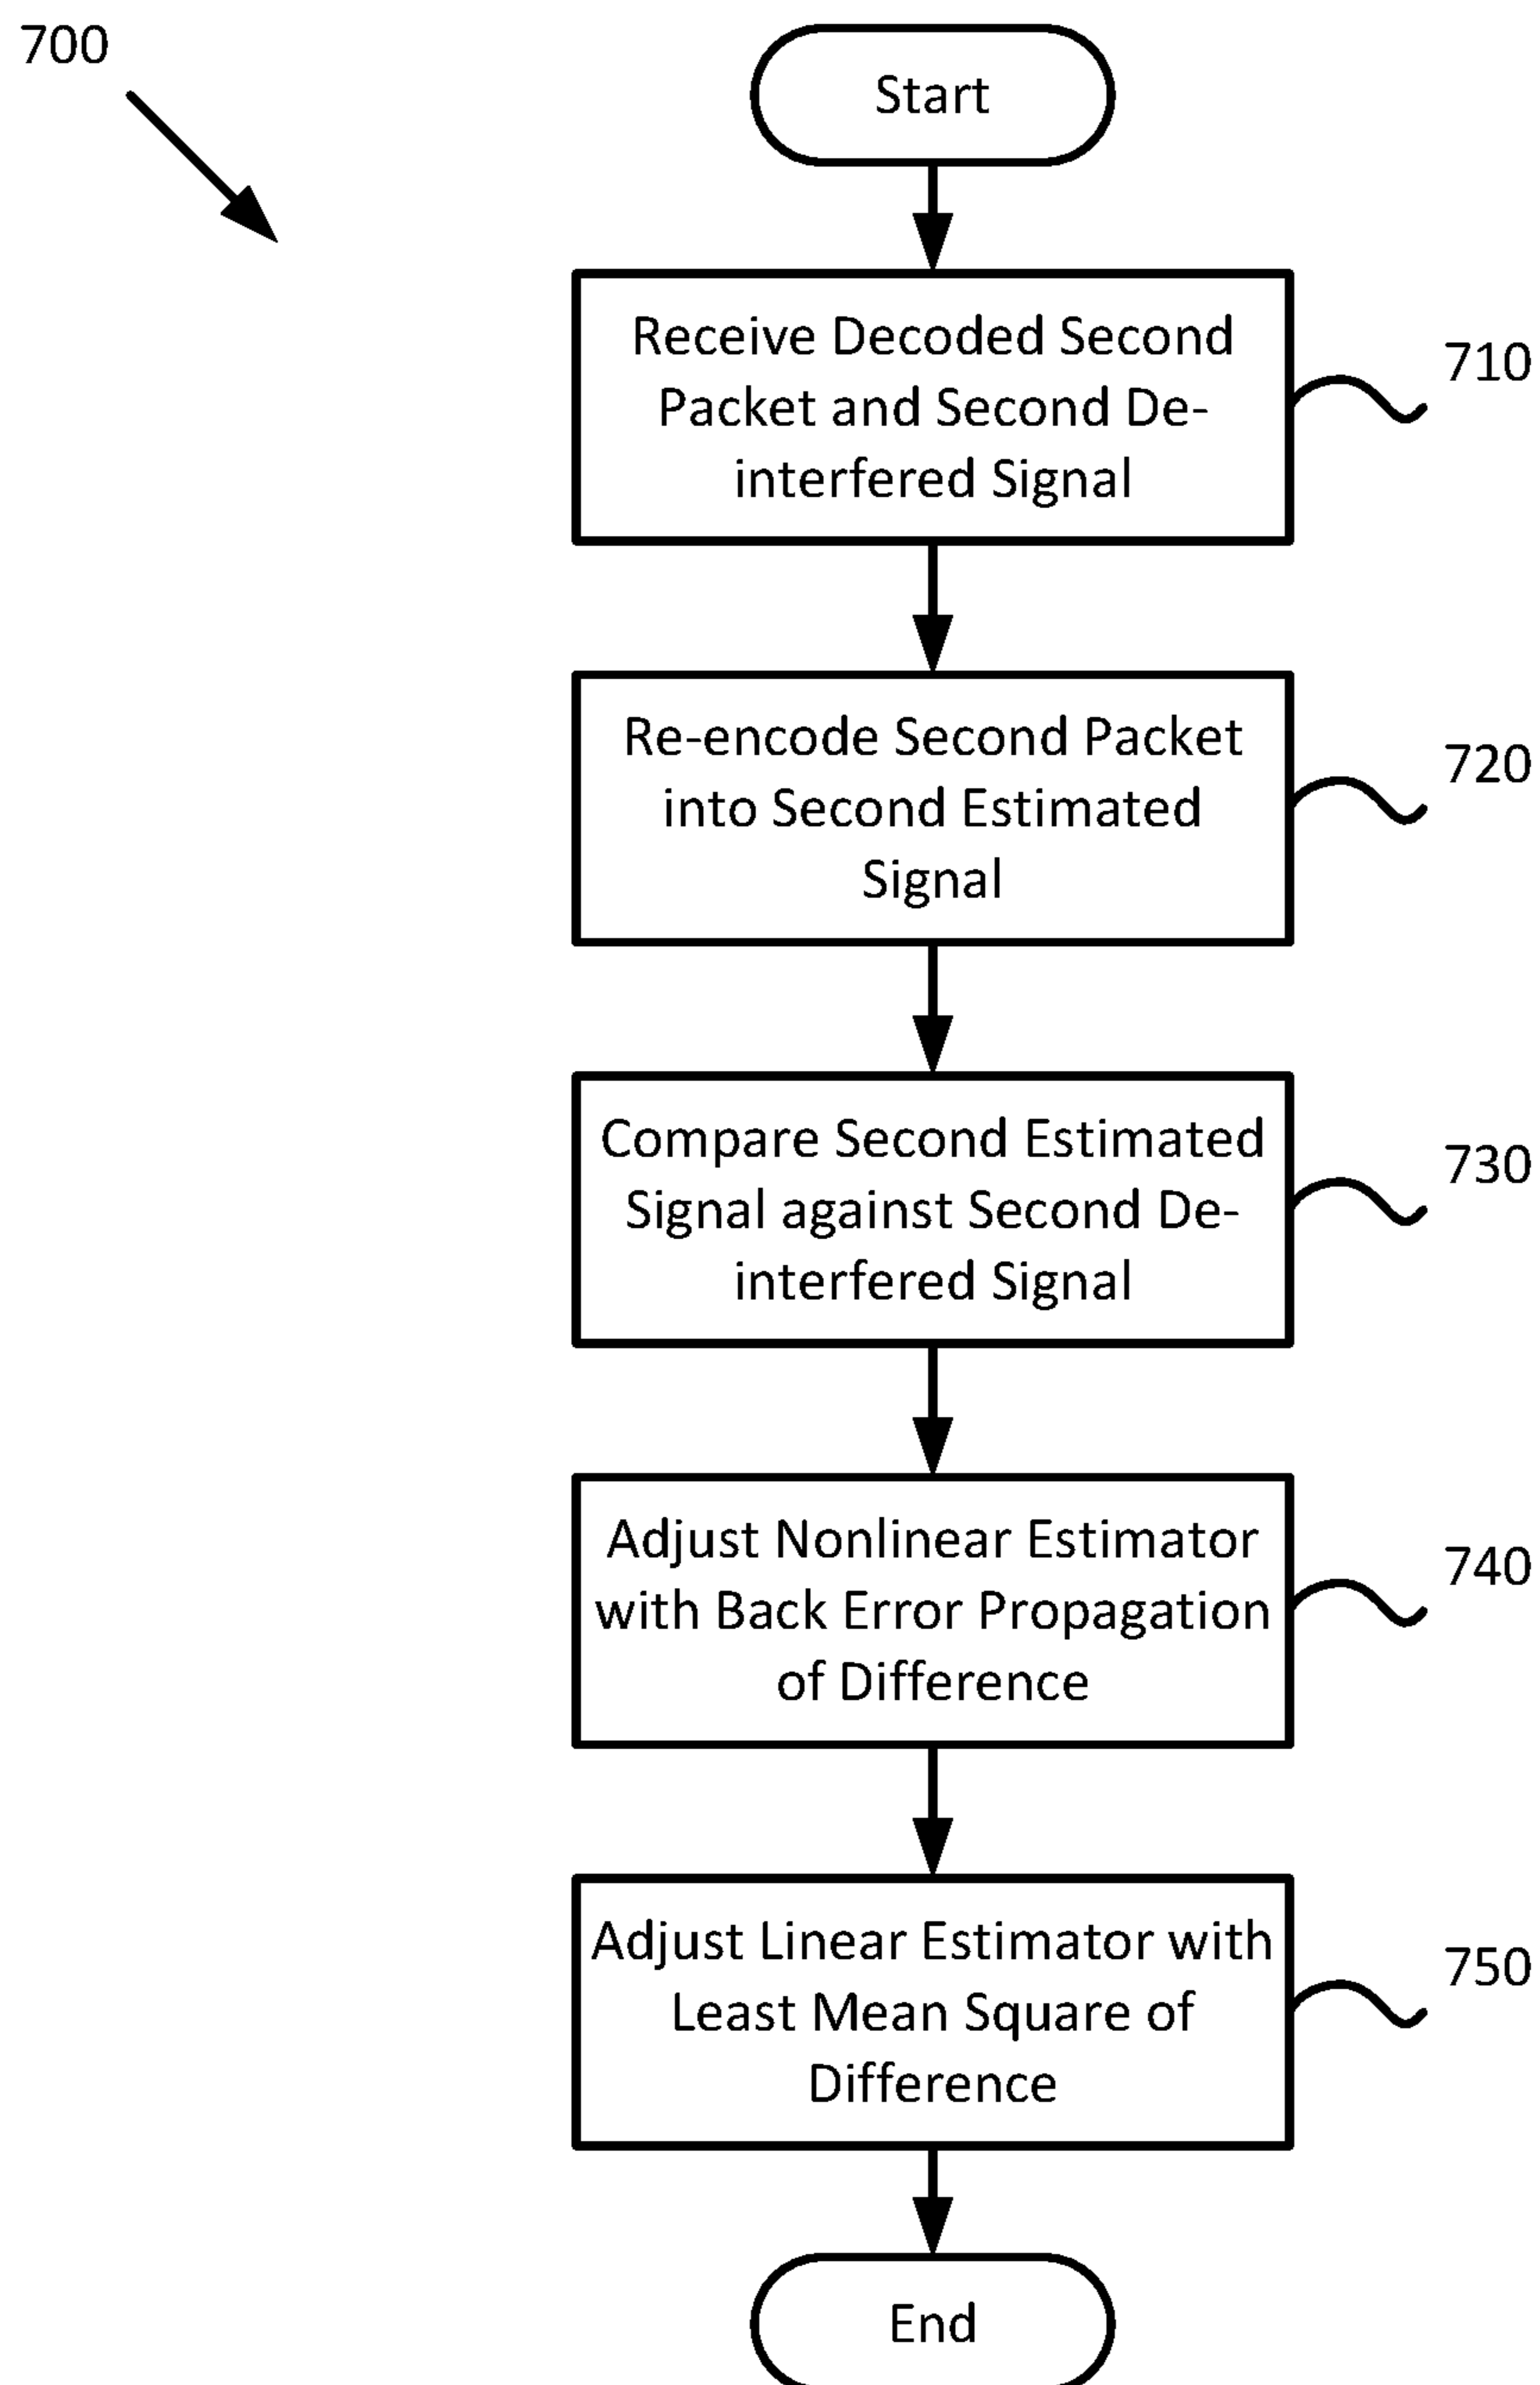 700
Start
Receive Decoded Second
Packet and Second De-
interfered Signal
710
Re-encode Second Packet
into Second Estimated
Signal
720
Compare Second Estimated
Signal against Second De-
interfered Signal
730
Adjust Nonlinear Estimator
with Back Error Propagation
of Difference
740
Adjust Linear Estimator with
Least Mean Square of
Difference
750
End